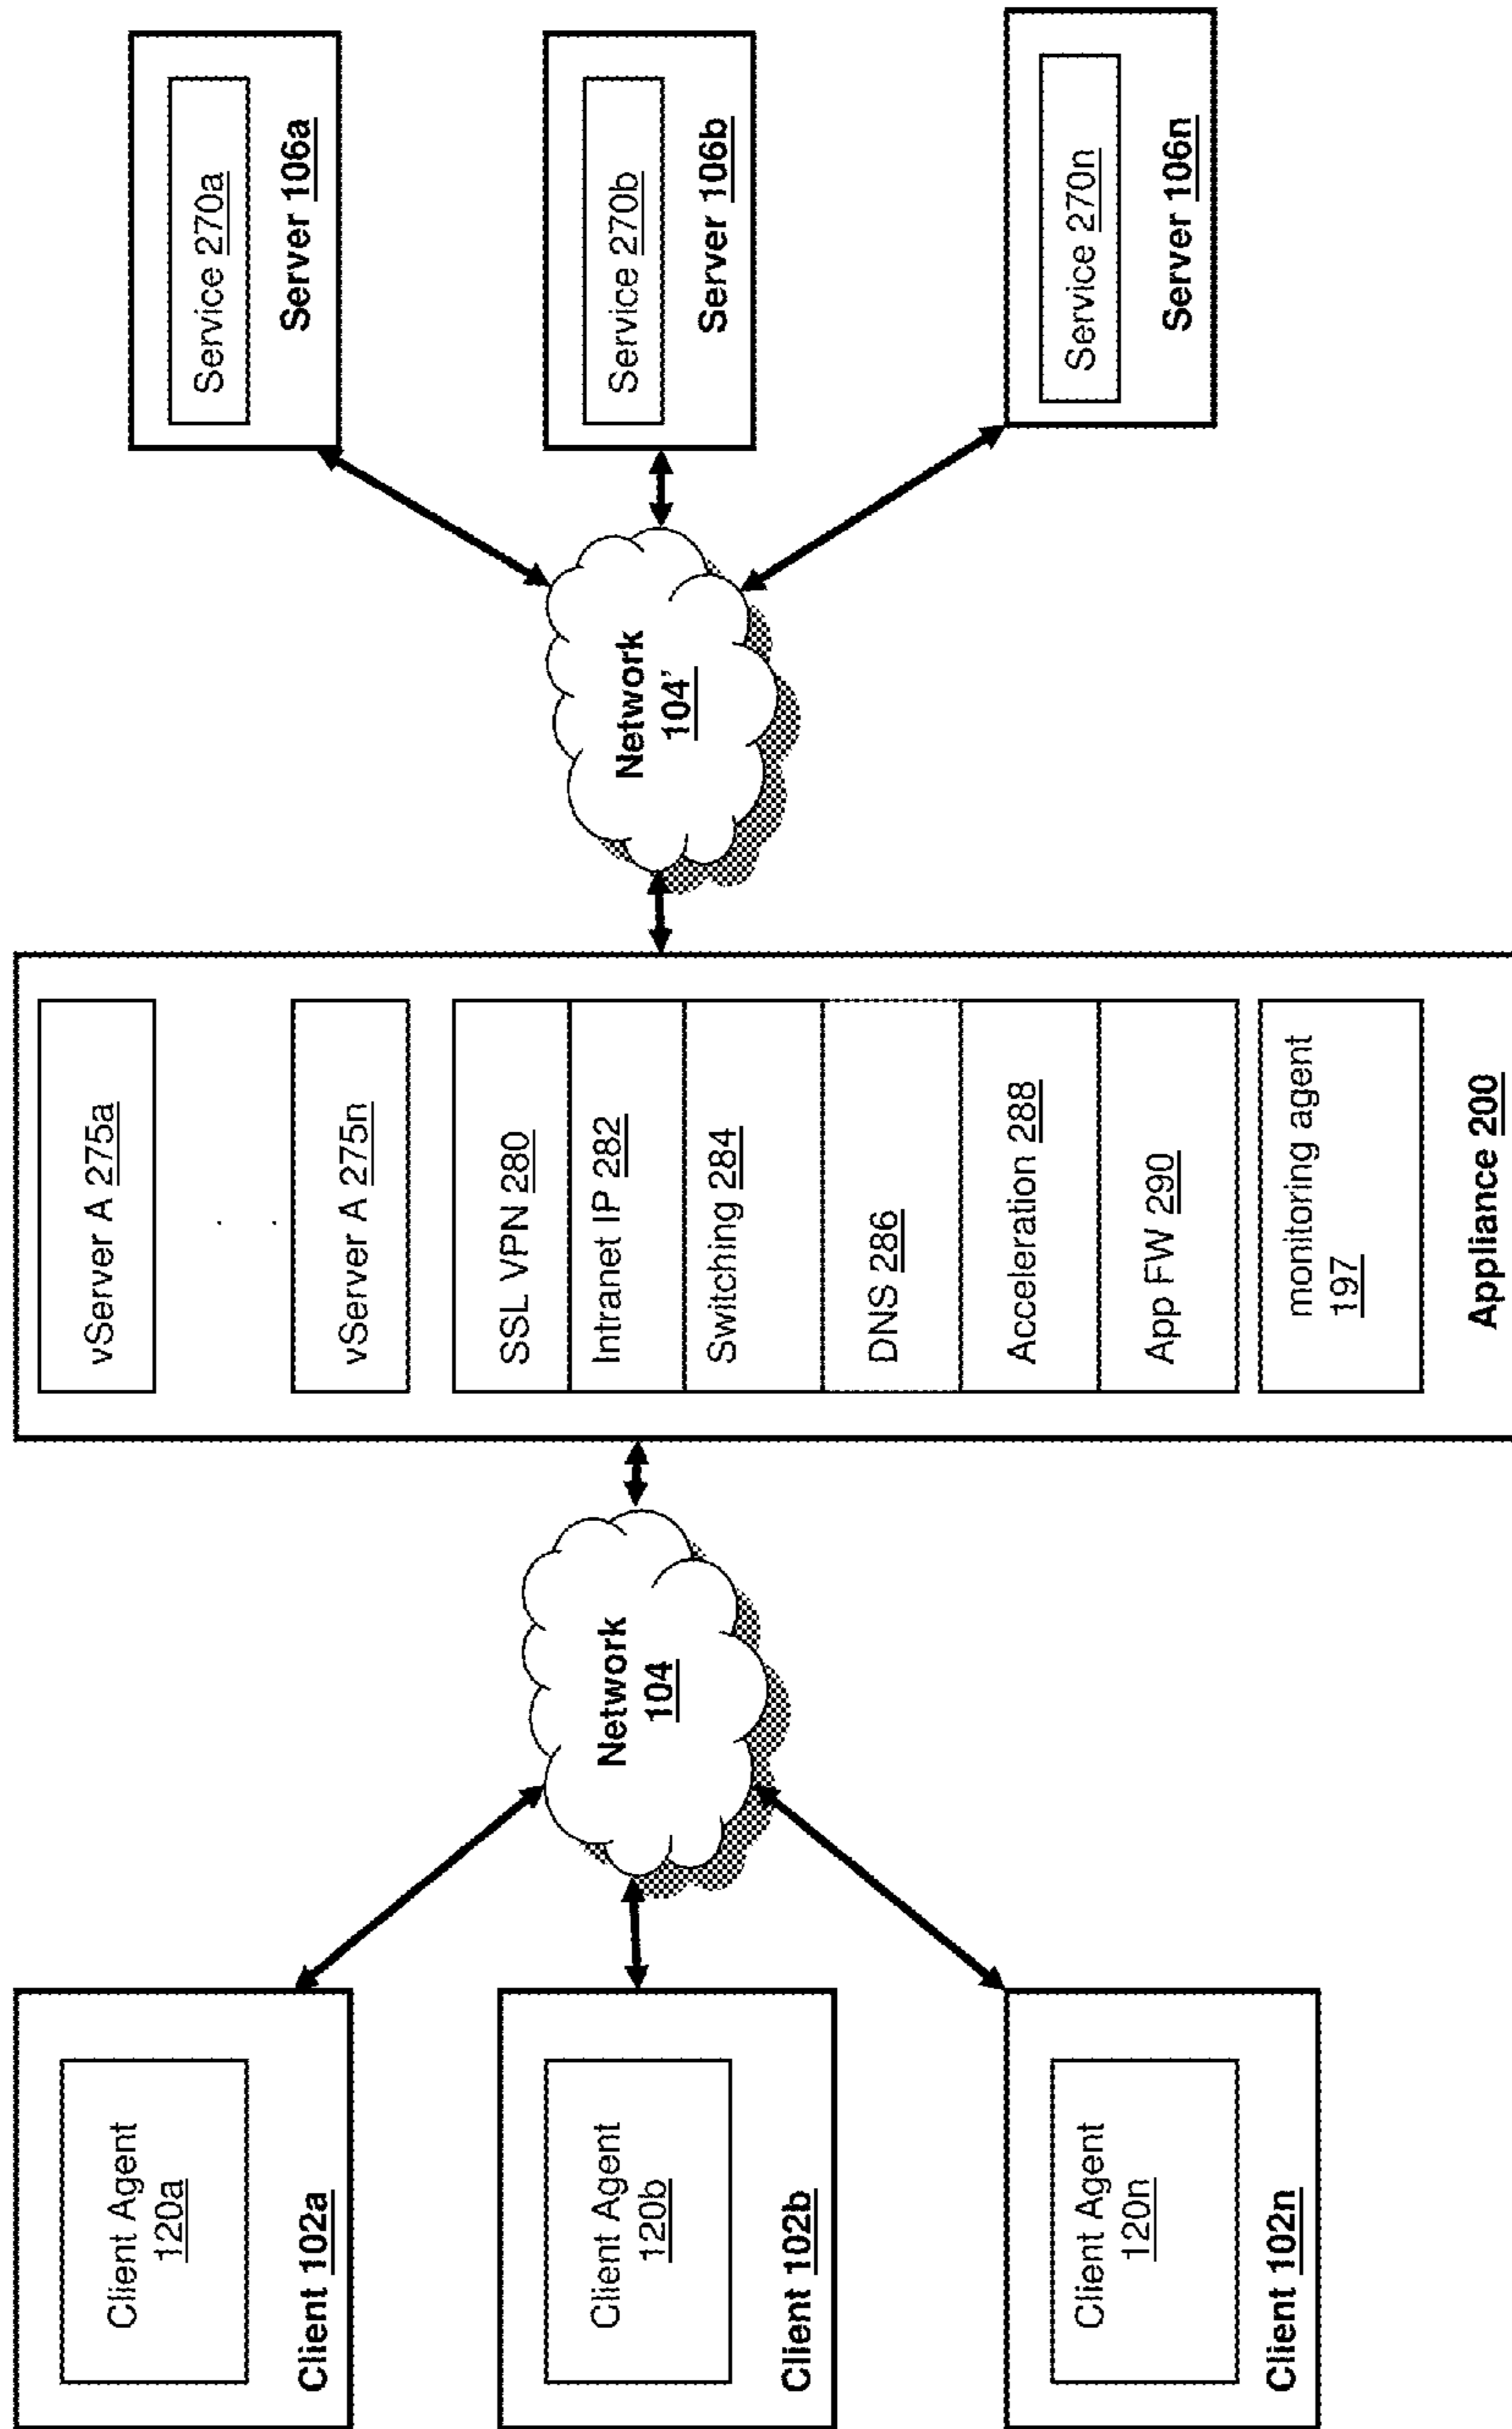 Client Agent
120a
Client 102a
Client Agent
120b
Client 102b
Client Agent
120n
Client 102n
Network
104
vServer A 275a
. .
vServer A 275n
SSL VPN 280
Intranet IP 282
Switching 284
DNS 286
Acceleration 288
App FW 290
monitoring agent
197
Appliance 200
Network
104'
Service 270a
Server 106a
Service 270b
Server 106b
Service 270n
Server 106n